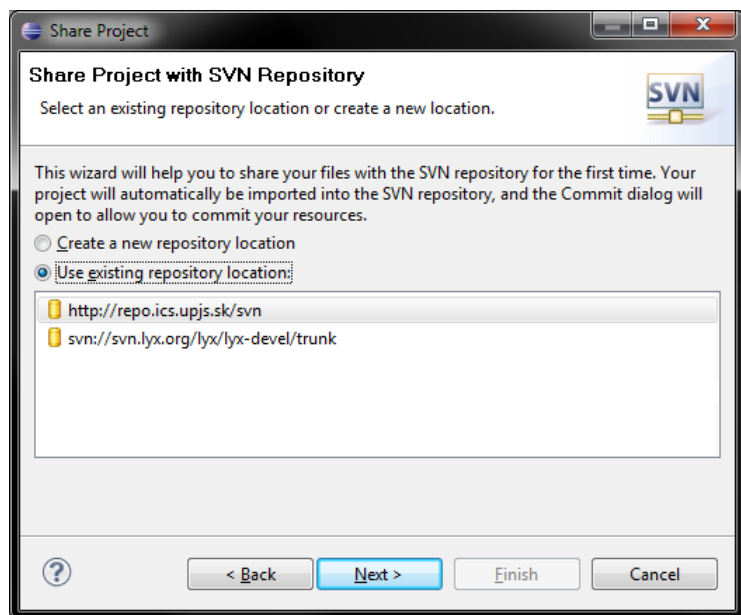 Share Project
Share Project with SVN Repository
Select an existing repository location or create a new location.
SVN
This wizard will help you to share your files with the SVN repository for the first time. Your
project will automatically be imported into the SVN repository, and the Commit dialog will
open to allow you to commit your resources.
Create a new repository location
Use existing repository location:
http://repo.ics.upjs.sk/svn
svn://svn.lyx.org/lyx/lyx-devel/trunk
? < Back Next > Finish Cancel